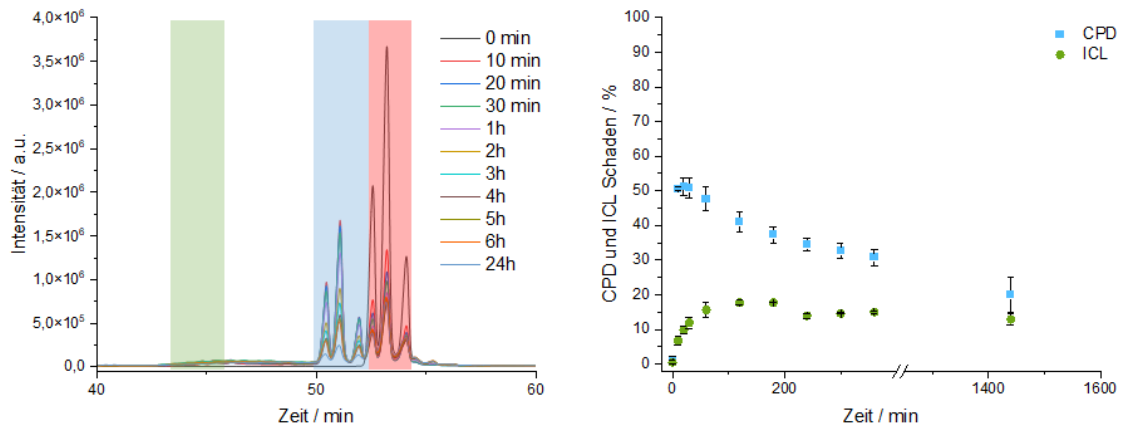 4,0×10⁶
3,5×10⁶
3,0×10⁶
2,5×10⁶
2,0×10⁶
1,5×10⁶
1,0×10⁶
5,0×10⁵
0,0
Intensität / a.u.
40
50
60
Zeit / min
0 min
10 min
20 min
30 min
1h
2h
3h
4h
5h
6h
24h
100
90
80
70
60
50
40
30
20
10
0
CPD und ICL Schaden / %
0
200
1400
1600
Zeit / min
CPD
ICL